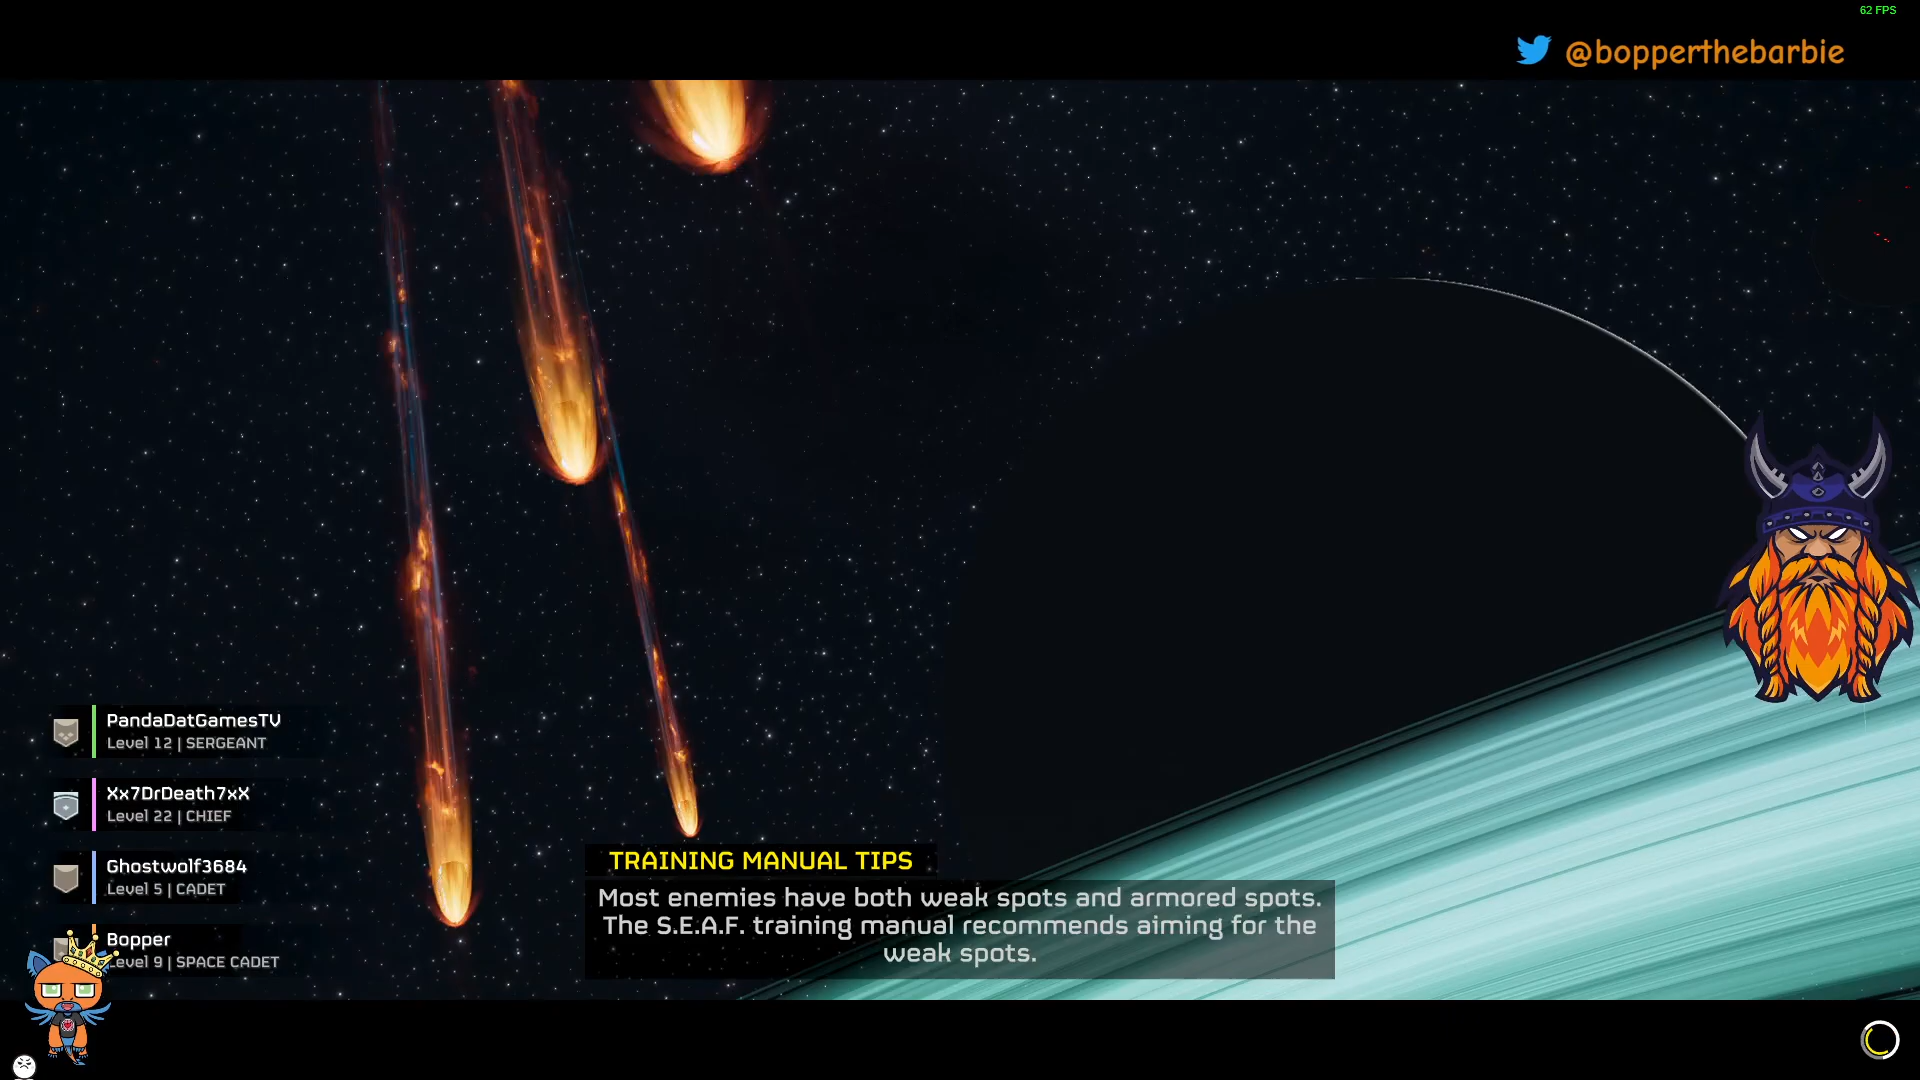 62 FPS
@bopperthebarbie
PandaDatGamesTV
Level 12 | SERGEANT
Xx7DrDeath7xX
Level 22 | CHIEF
Ghostwolf3684
Level 5 | CADET
Bopper
Level 9 | SPACE CADET
TRAINING MANUAL TIPS
Most enemies have both weak spots and armored spots.
The S.E.A.F. training manual recommends aiming for the
weak spots.